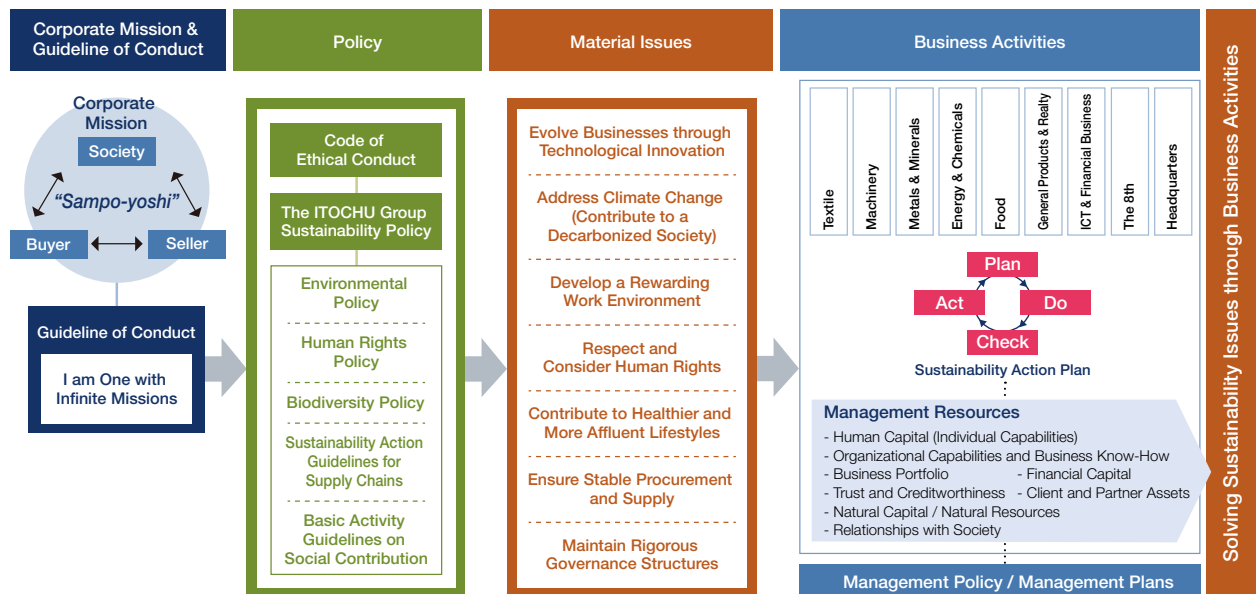 Corporate Mission &
Guideline of Conduct
Policy
Material Issues
Business Activities
Solving Sustainability Issues through Business Activities
Corporate
Mission
Society
“Sampo-yoshi”
Buyer
Seller
Guideline of Conduct
I am One with
Infinite Missions
Code of
Ethical Conduct
The ITOCHU Group
Sustainability Policy
Environmental
Policy
Human Rights
Policy
Biodiversity Policy
Sustainability Action
Guidelines for
Supply Chains
Basic Activity
Guidelines on
Social Contribution
Evolve Businesses through
Technological Innovation
Address Climate Change
(Contribute to a
Decarbonized Society)
Develop a Rewarding
Work Environment
Respect and
Consider Human Rights
Contribute to Healthier and
More Affluent Lifestyles
Ensure Stable Procurement
and Supply
Maintain Rigorous
Governance Structures
Textile
Machinery
Metals & Minerals
Energy & Chemicals
Food
General Products & Realty
ICT & Financial Business
The 8th
Headquarters
Plan
Act
Do
Check
Sustainability Action Plan
Management Resources
- Human Capital (Individual Capabilities)
- Organizational Capabilities and Business Know-How
- Business Portfolio - Financial Capital
- Trust and Creditworthiness - Client and Partner Assets
- Natural Capital / Natural Resources
- Relationships with Society
Management Policy / Management Plans